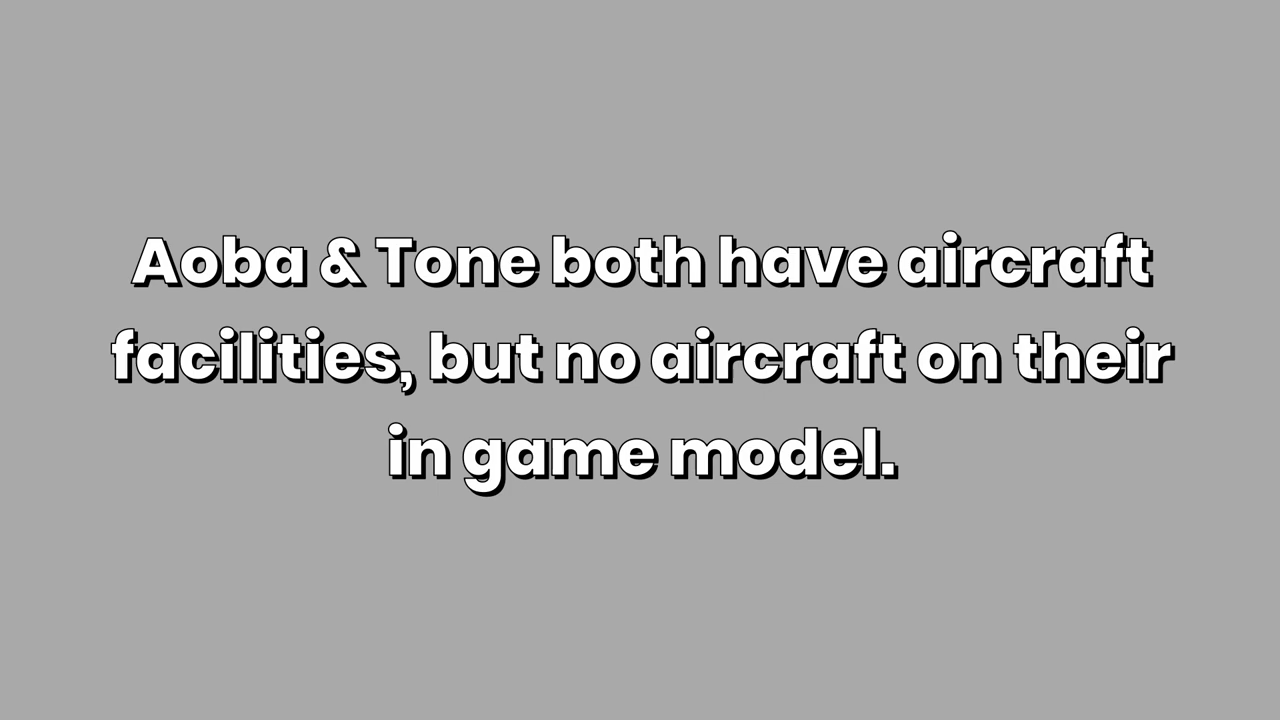 Aoba & Tone both have aircraft
facilities, but no aircraft on their
in game model.